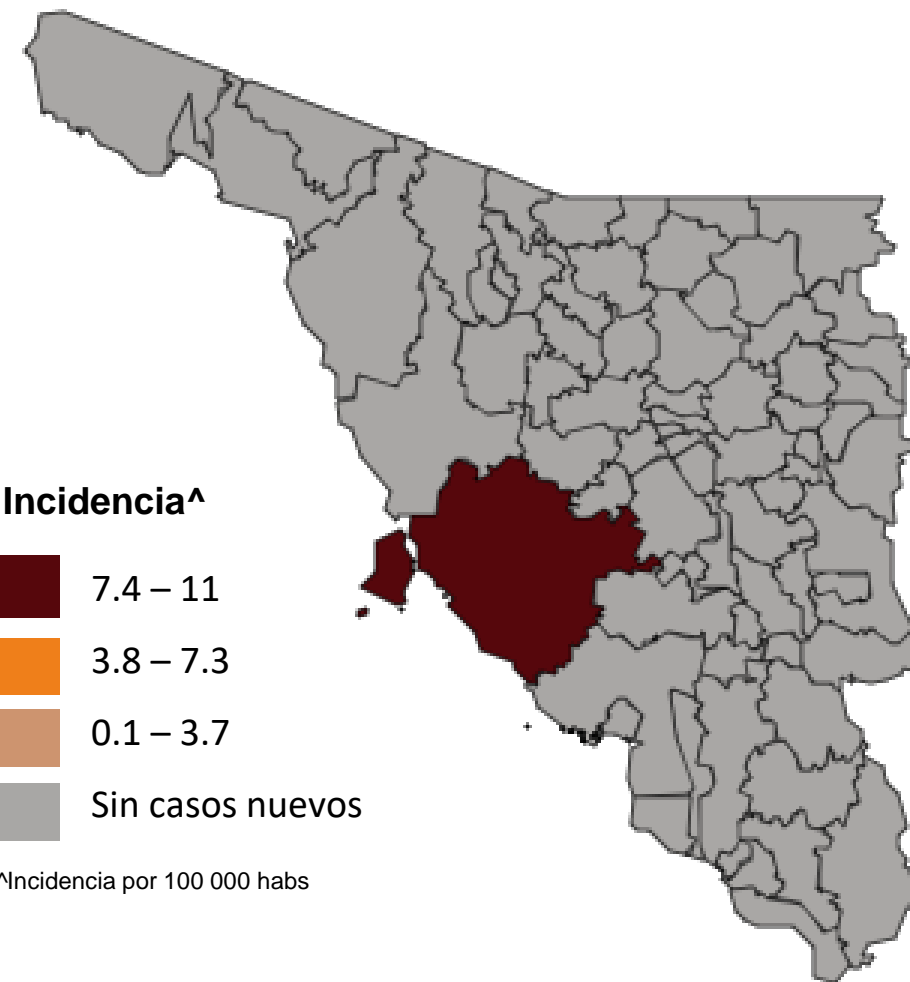 Incidencia^
7.4 – 11
3.8 – 7.3
0.1 – 3.7
Sin casos nuevos
^Incidencia por 100 000 habs